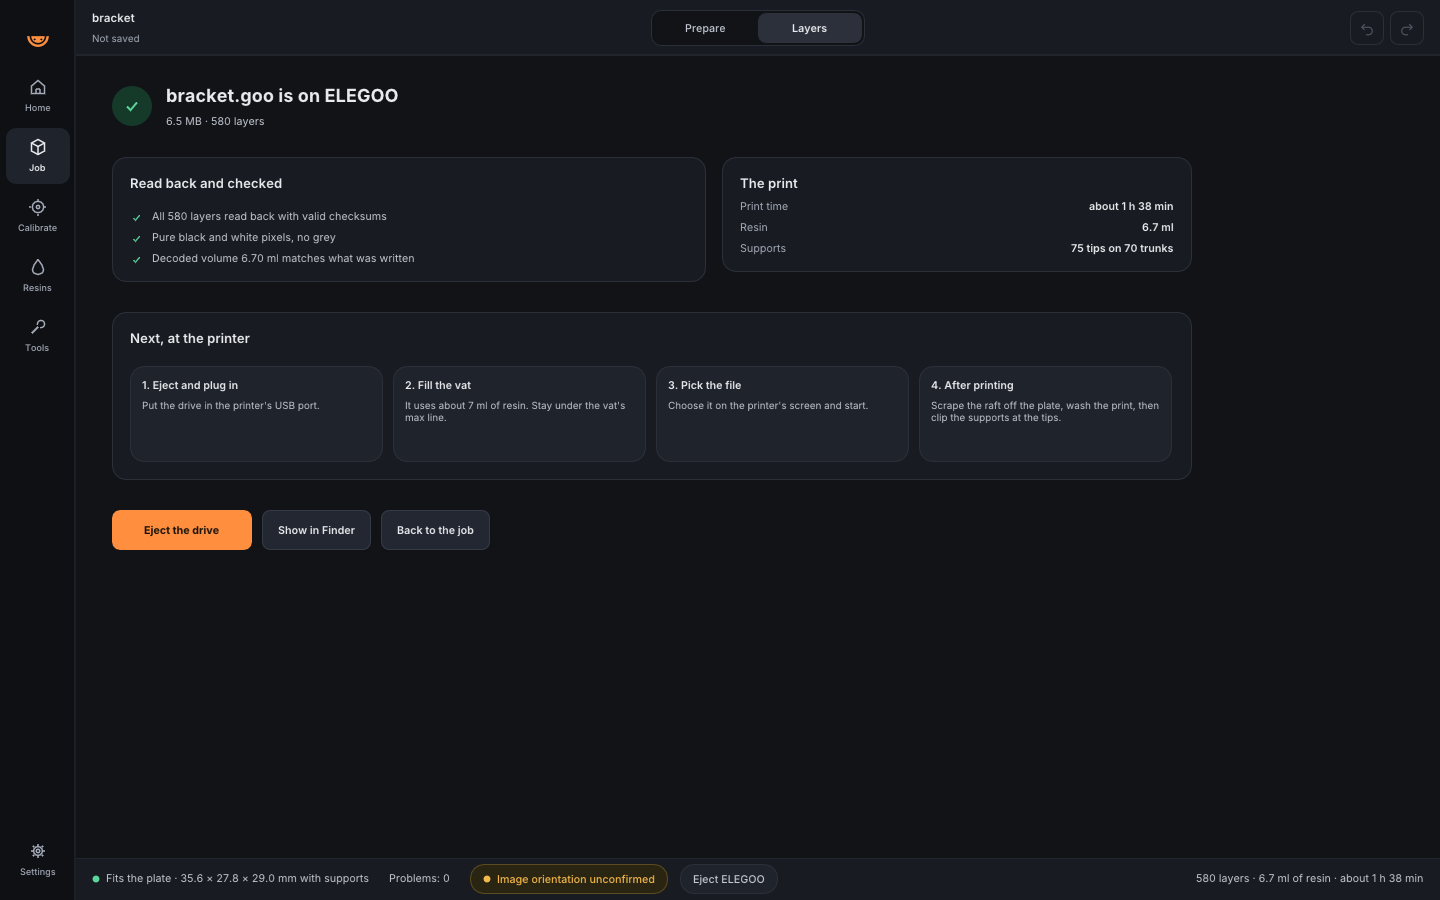 bracket
Not saved
Prepare
Layers
Home
Job
Calibrate
Resins
Tools
Settings
bracket.goo is on ELEGOO
6.5 MB · 580 layers
Read back and checked
All 580 layers read back with valid checksums
Pure black and white pixels, no grey
Decoded volume 6.70 ml matches what was written
The print
Print time about 1 h 38 min
Resin 6.7 ml
Supports 75 tips on 70 trunks
Next, at the printer
1. Eject and plug in
Put the drive in the printer's USB port.
2. Fill the vat
It uses about 7 ml of resin. Stay under the vat's
max line.
3. Pick the file
Choose it on the printer's screen and start.
4. After printing
Scrape the raft off the plate, wash the print, then
clip the supports at the tips.
Eject the drive
Show in Finder
Back to the job
Fits the plate · 35.6 × 27.8 × 29.0 mm with supports
Problems: 0
Image orientation unconfirmed
Eject ELEGOO
580 layers · 6.7 ml of resin · about 1 h 38 min